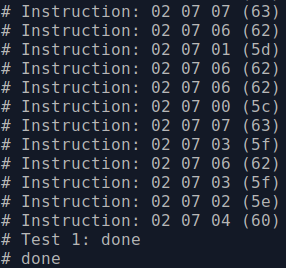 # Instruction: 02 07 07 (63)
# Instruction: 02 07 06 (62)
# Instruction: 02 07 01 (5d)
# Instruction: 02 07 06 (62)
# Instruction: 02 07 06 (62)
# Instruction: 02 07 00 (5c)
# Instruction: 02 07 07 (63)
# Instruction: 02 07 03 (5f)
# Instruction: 02 07 06 (62)
# Instruction: 02 07 03 (5f)
# Instruction: 02 07 02 (5e)
# Instruction: 02 07 04 (60)
# Test 1: done
# done